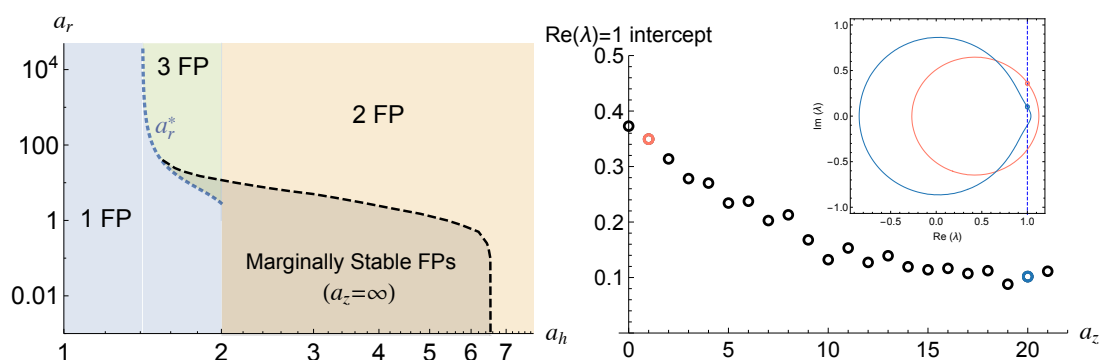 a_r
10^4
100
1
0.01
3 FP
a_r^*
2 FP
1 FP
Marginally Stable FPs
(a_z=∞)
1
2
3
4
5
6
7
a_h
Re(λ)=1 intercept
0.5
0.4
0.3
0.2
0.1
0
5
10
15
20
a_z
1.0
0.5
0.0
-0.5
-1.0
Im (λ)
-0.5
0.0
0.5
1.0
Re (λ)